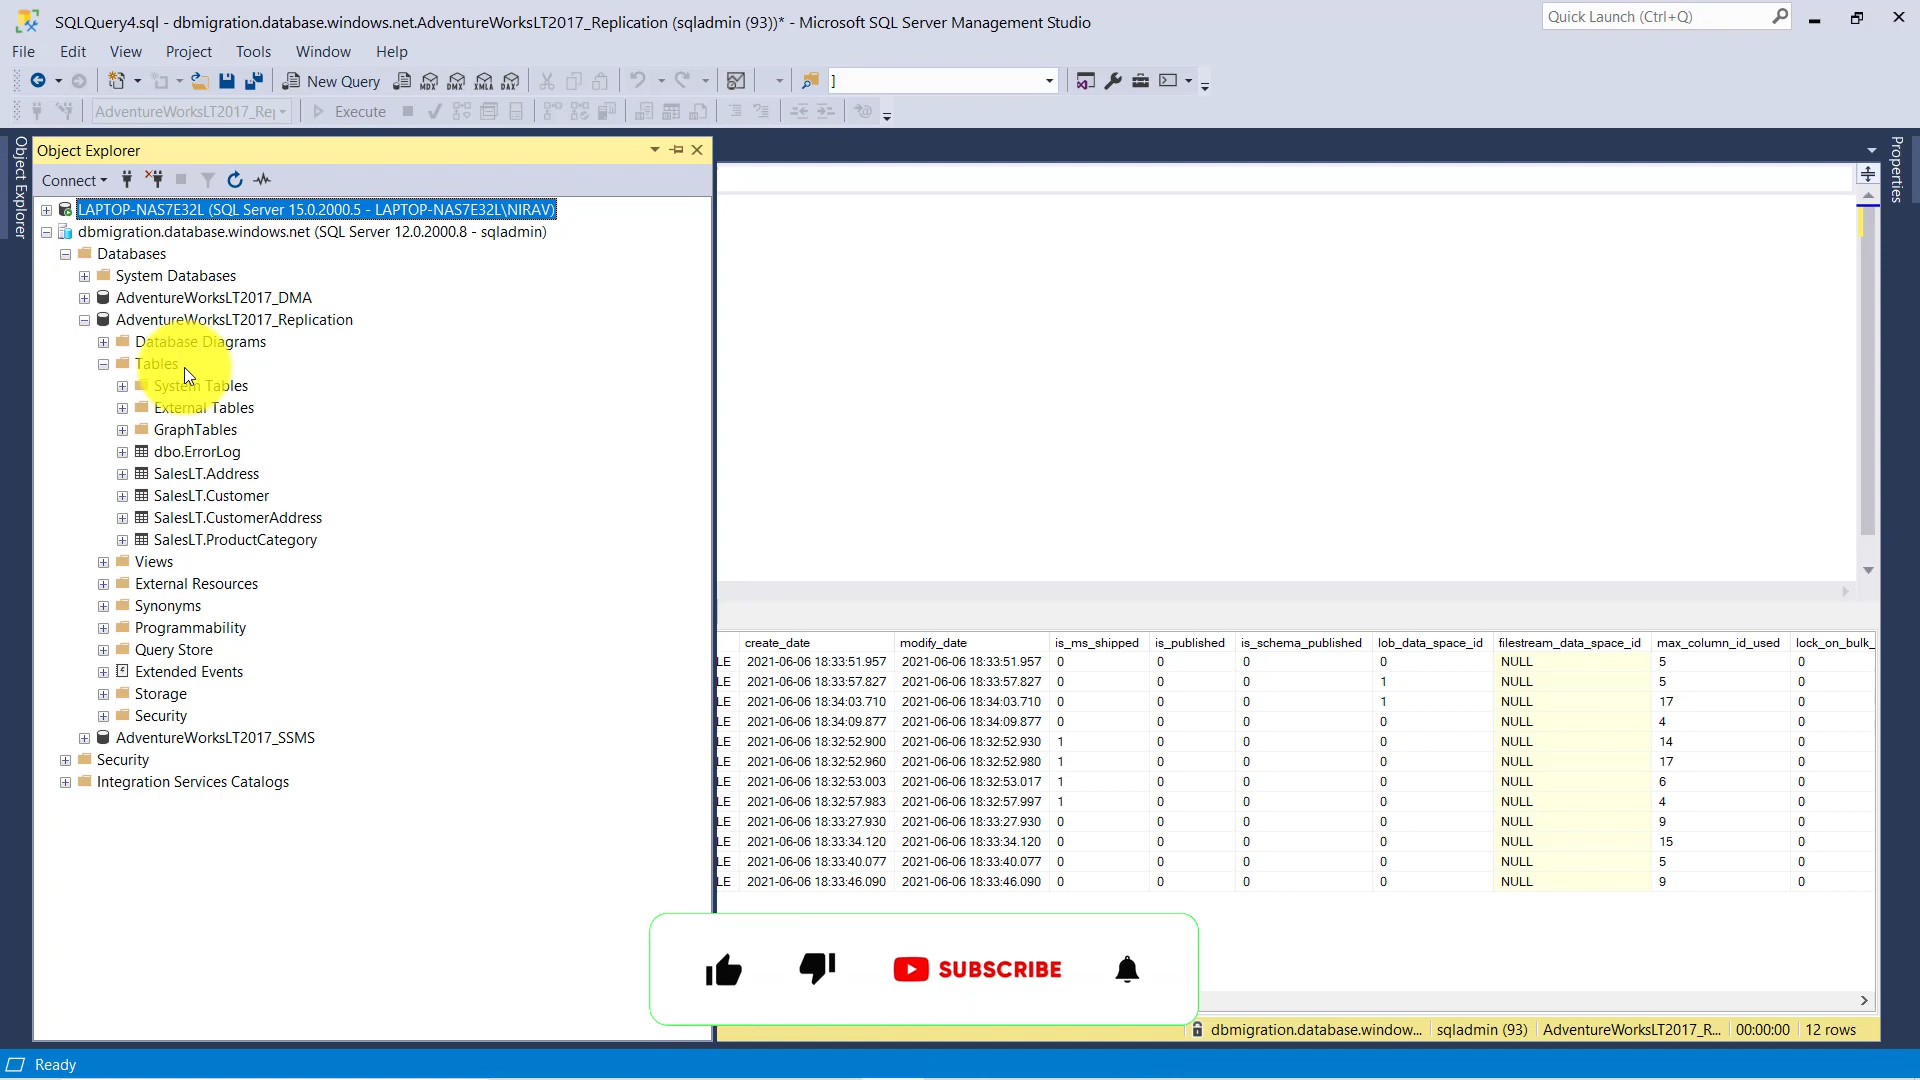 SQLQuery4.sql - dbmigration.database.windows.net.AdventureWorksLT2017_Replication (sqladmin (93))* - Microsoft SQL Server Management Studio
Quick Launch (Ctrl+Q)
File Edit View Project Tools Window Help
New Query MDX DMX XMLA DAX ]
AdventureWorksLT2017_Re Execute
Object Explorer
Object Explorer
Properties
Connect
LAPTOP-NAS7E32L (SQL Server 15.0.2000.5 - LAPTOP-NAS7E32L\NIRAV)
dbmigration.database.windows.net (SQL Server 12.0.2000.8 - sqladmin)
Databases
System Databases
AdventureWorksLT2017_DMA
AdventureWorksLT2017_Replication
Database Diagrams
Tables
System Tables
External Tables
GraphTables
dbo.ErrorLog
SalesLT.Address
SalesLT.Customer
SalesLT.CustomerAddress
SalesLT.ProductCategory
Views
External Resources
Synonyms
Programmability
Query Store
Extended Events
Storage
Security
AdventureWorksLT2017_SSMS
Security
Integration Services Catalogs
create_date modify_date is_ms_shipped is_published is_schema_published lob_data_space_id filestream_data_space_id max_column_id_used lock_on_bulk_
LE 2021-06-06 18:33:51.957 2021-06-06 18:33:51.957 0 0 0 0 NULL 5 0
LE 2021-06-06 18:33:57.827 2021-06-06 18:33:57.827 0 0 0 1 NULL 5 0
LE 2021-06-06 18:34:03.710 2021-06-06 18:34:03.710 0 0 0 1 NULL 17 0
LE 2021-06-06 18:34:09.877 2021-06-06 18:34:09.877 0 0 0 0 NULL 4 0
LE 2021-06-06 18:32:52.900 2021-06-06 18:32:52.930 1 0 0 0 NULL 14 0
LE 2021-06-06 18:32:52.960 2021-06-06 18:32:52.980 1 0 0 0 NULL 17 0
LE 2021-06-06 18:32:53.003 2021-06-06 18:32:53.017 1 0 0 0 NULL 6 0
LE 2021-06-06 18:32:57.983 2021-06-06 18:32:57.997 1 0 0 0 NULL 4 0
LE 2021-06-06 18:33:27.930 2021-06-06 18:33:27.930 0 0 0 0 NULL 9 0
LE 2021-06-06 18:33:34.120 2021-06-06 18:33:34.120 0 0 0 0 NULL 15 0
LE 2021-06-06 18:33:40.077 2021-06-06 18:33:40.077 0 0 0 0 NULL 5 0
LE 2021-06-06 18:33:46.090 2021-06-06 18:33:46.090 0 0 0 0 NULL 9 0
SUBSCRIBE
dbmigration.database.window... sqladmin (93) AdventureWorksLT2017_R... 00:00:00 12 rows
Ready